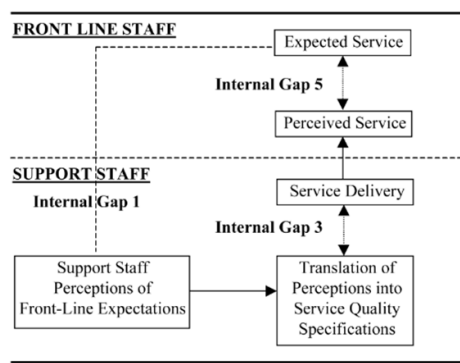 FRONT LINE STAFF
Expected Service
Internal Gap 5
Perceived Service
SUPPORT STAFF
Service Delivery
Internal Gap 1
Internal Gap 3
Support Staff
Perceptions of
Front-Line Expectations
Translation of
Perceptions into
Service Quality
Specifications